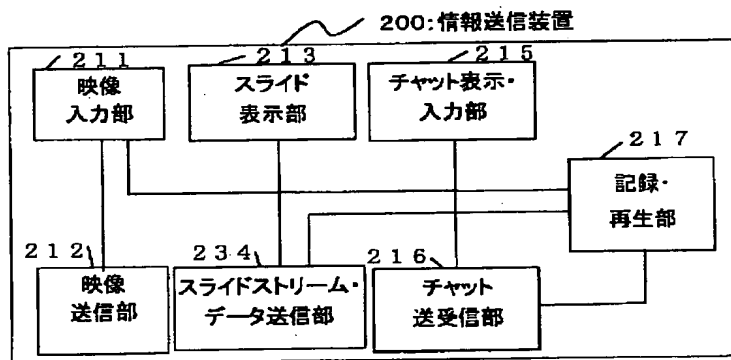 200:情報送信装置
211
映像
入力部
213
スライド
表示部
215
チャット表示・
入力部
217
記録・
再生部
212
映像
送信部
234
スライドストリーム・
データ送信部
216
チャット
送受信部